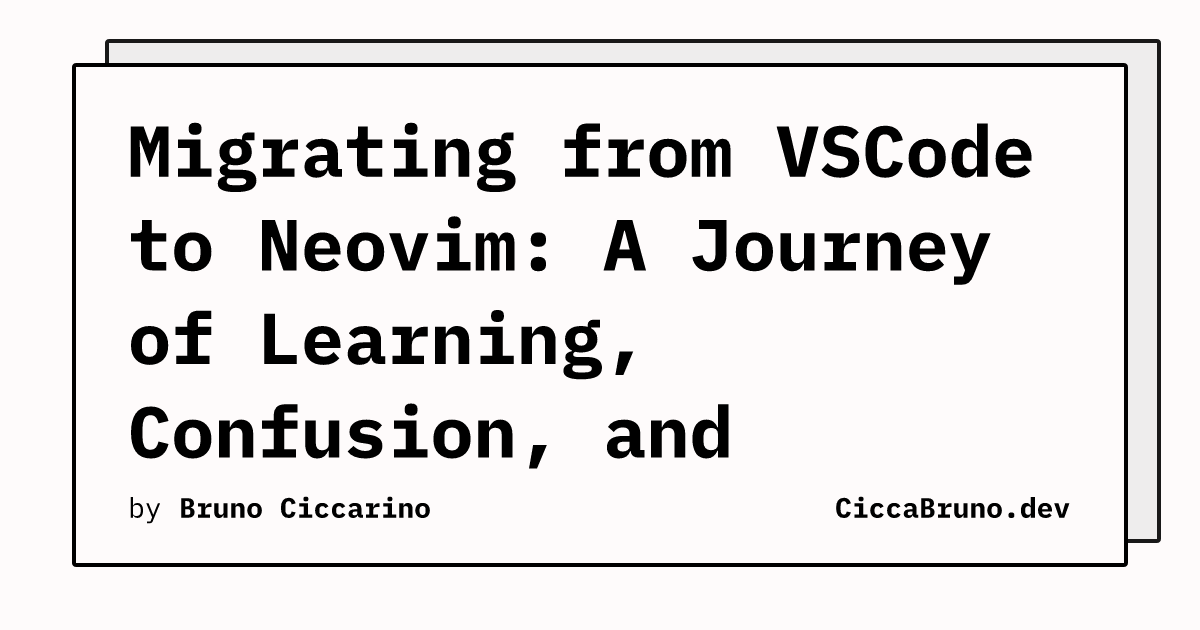 Migrating from VSCode
to Neovim: A Journey
of Learning,
Confusion, and
by Bruno Ciccarino
CiccaBruno.dev